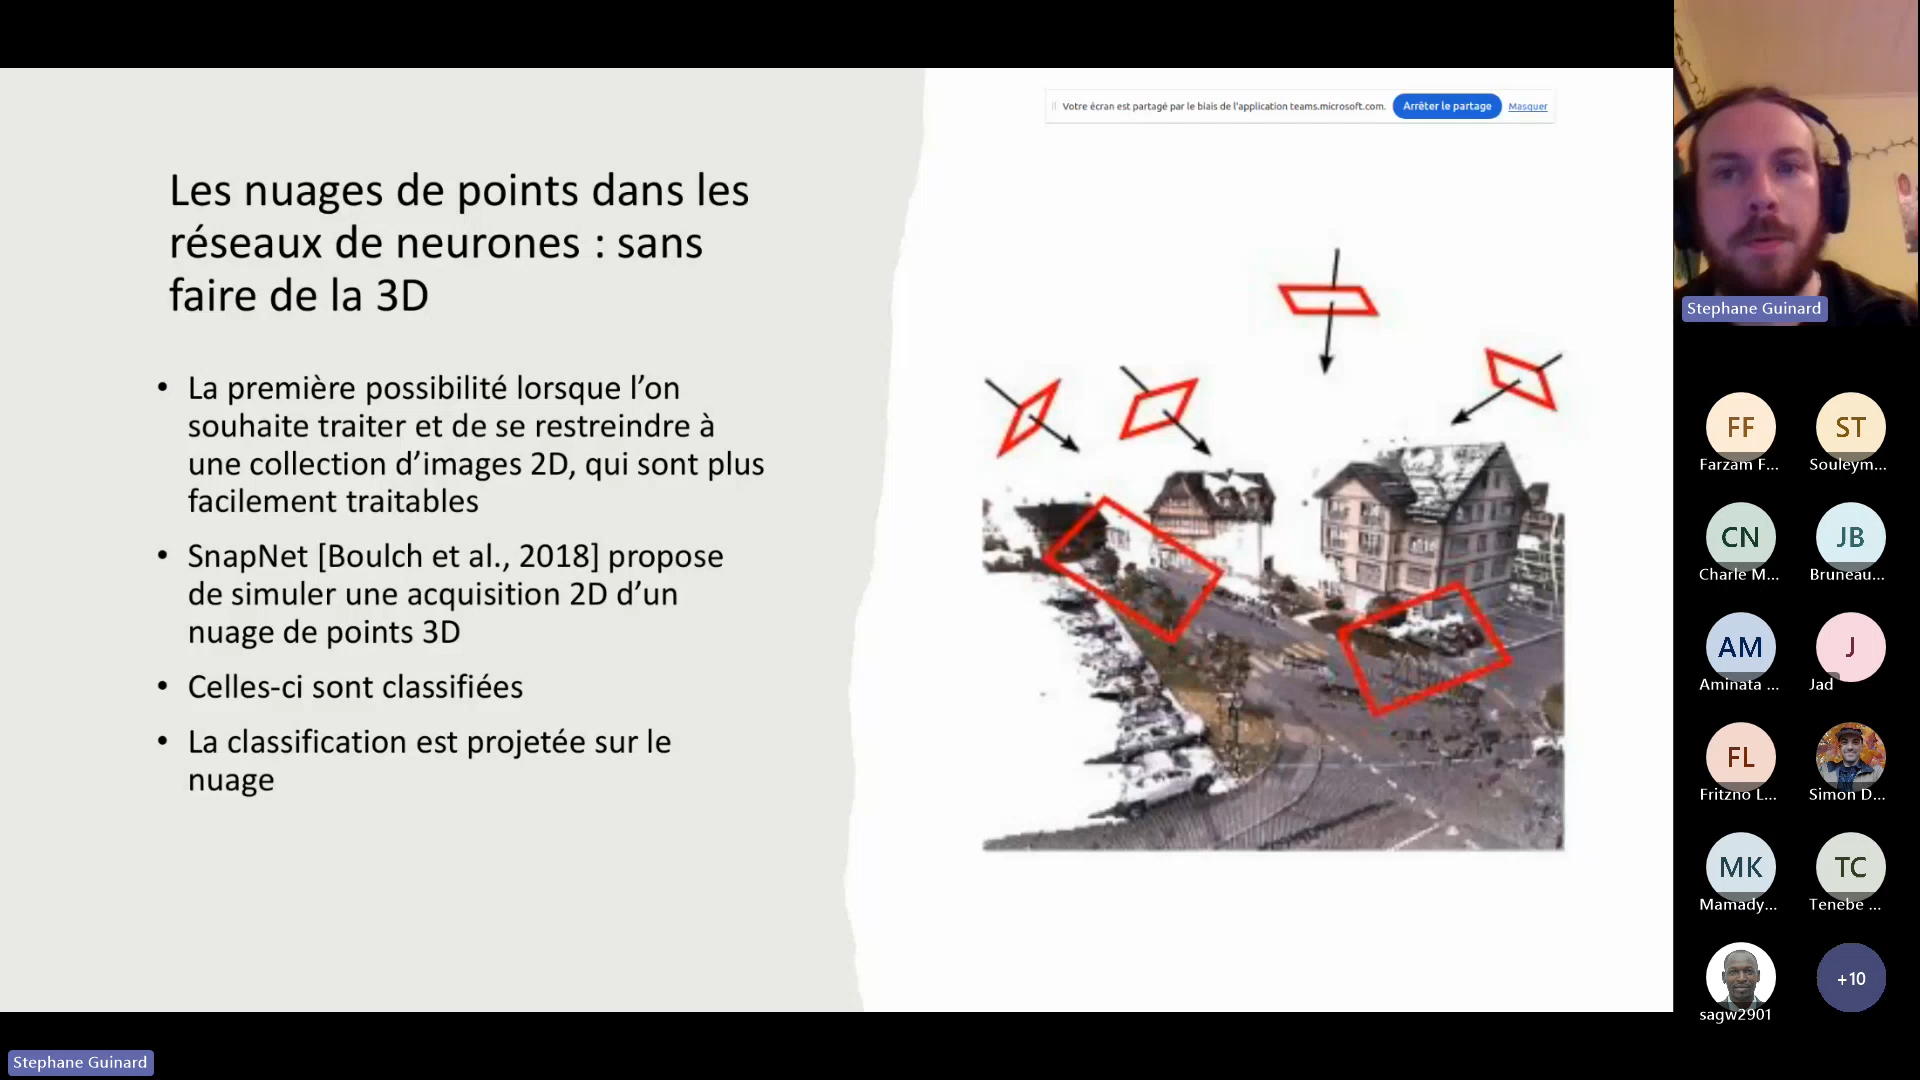 Votre écran est partagé par le biais de l'application teams.microsoft.com. Arrêter le partage Masquer
Les nuages de points dans les
réseaux de neurones : sans
faire de la 3D
• La première possibilité lorsque l’on
souhaite traiter et de se restreindre à
une collection d’images 2D, qui sont plus
facilement traitables
• SnapNet [Boulch et al., 2018] propose
de simuler une acquisition 2D d’un
nuage de points 3D
• Celles-ci sont classifiées
• La classification est projetée sur le
nuage
Stephane Guinard
FF ST
Farzam F... Souleym...
CN JB
Charle M... Bruneau...
AM J
Aminata ... Jad
FL
Fritzno L... Simon D...
MK TC
Mamady... Tenebe ...
+10
sagw2901
Stephane Guinard